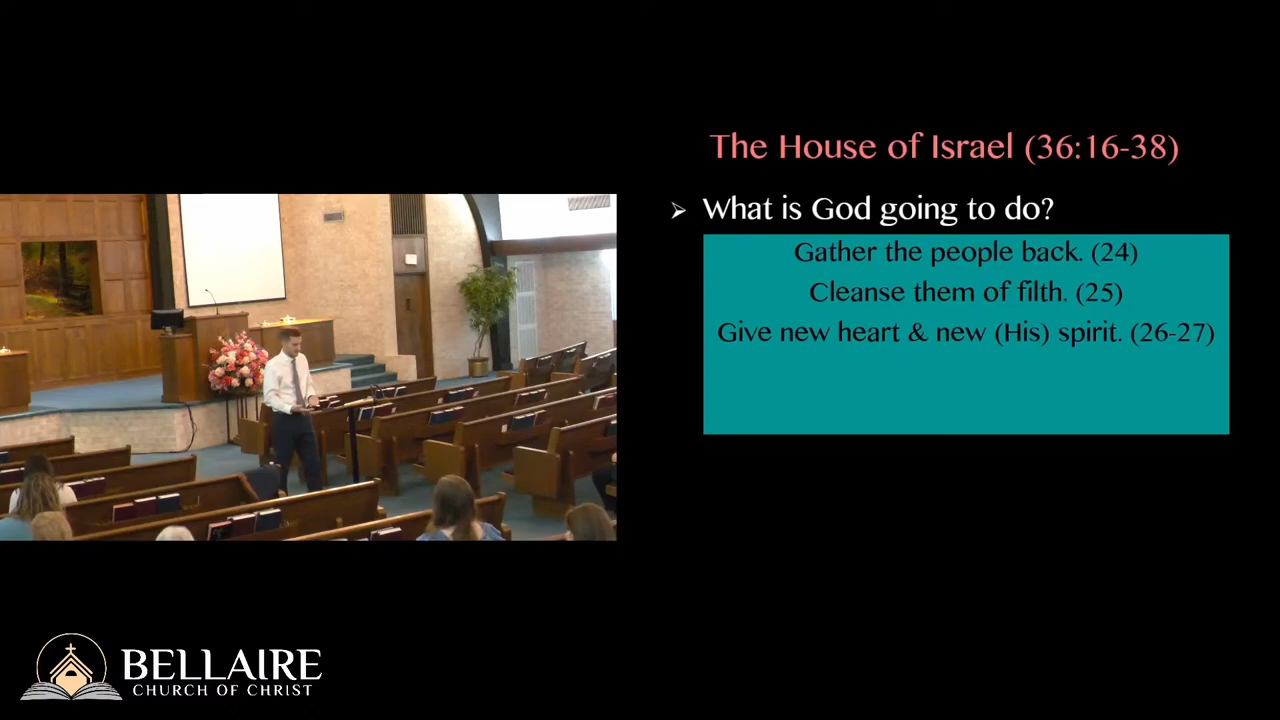 The House of Israel (36:16-38)
➢ What is God going to do?
Gather the people back. (24)
Cleanse them of filth. (25)
Give new heart & new (His) spirit. (26-27)
BELLAIRE
CHURCH OF CHRIST